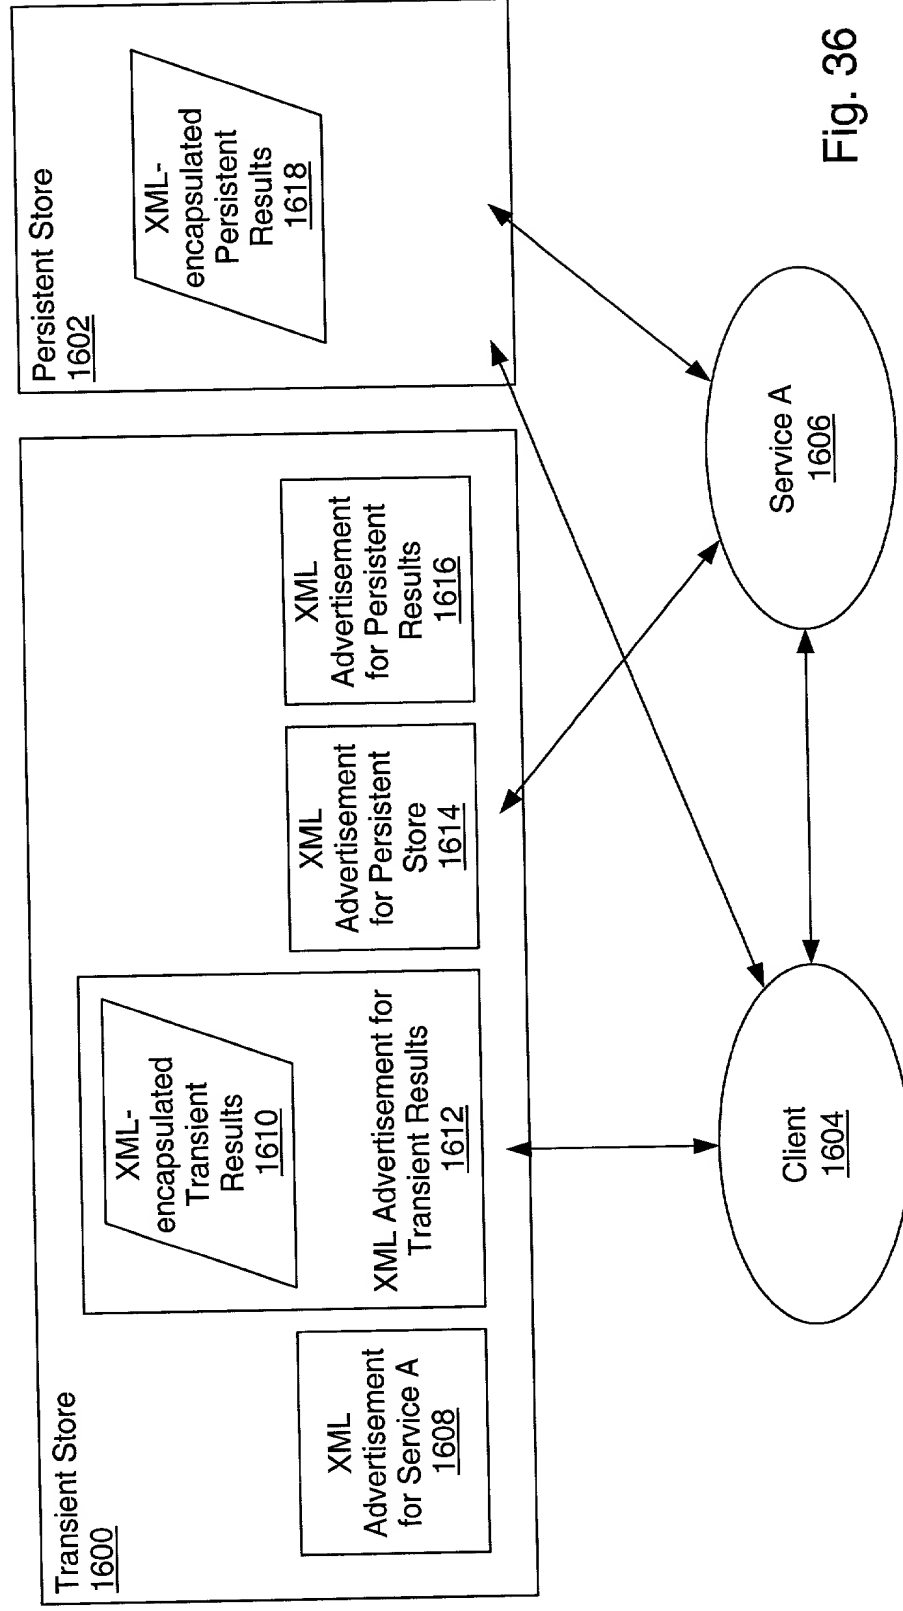 Transient Store
1600
XML
Advertisement
for Service A
1608
XML-
encapsulated
Transient
Results
1610
XML Advertisement for
Transient Results
1612
XML
Advertisement
for Persistent
Store
1614
XML
Advertisement
for Persistent
Results
1616
Persistent Store
1602
XML-
encapsulated
Persistent
Results
1618
Client
1604
Service A
1606
Fig. 36